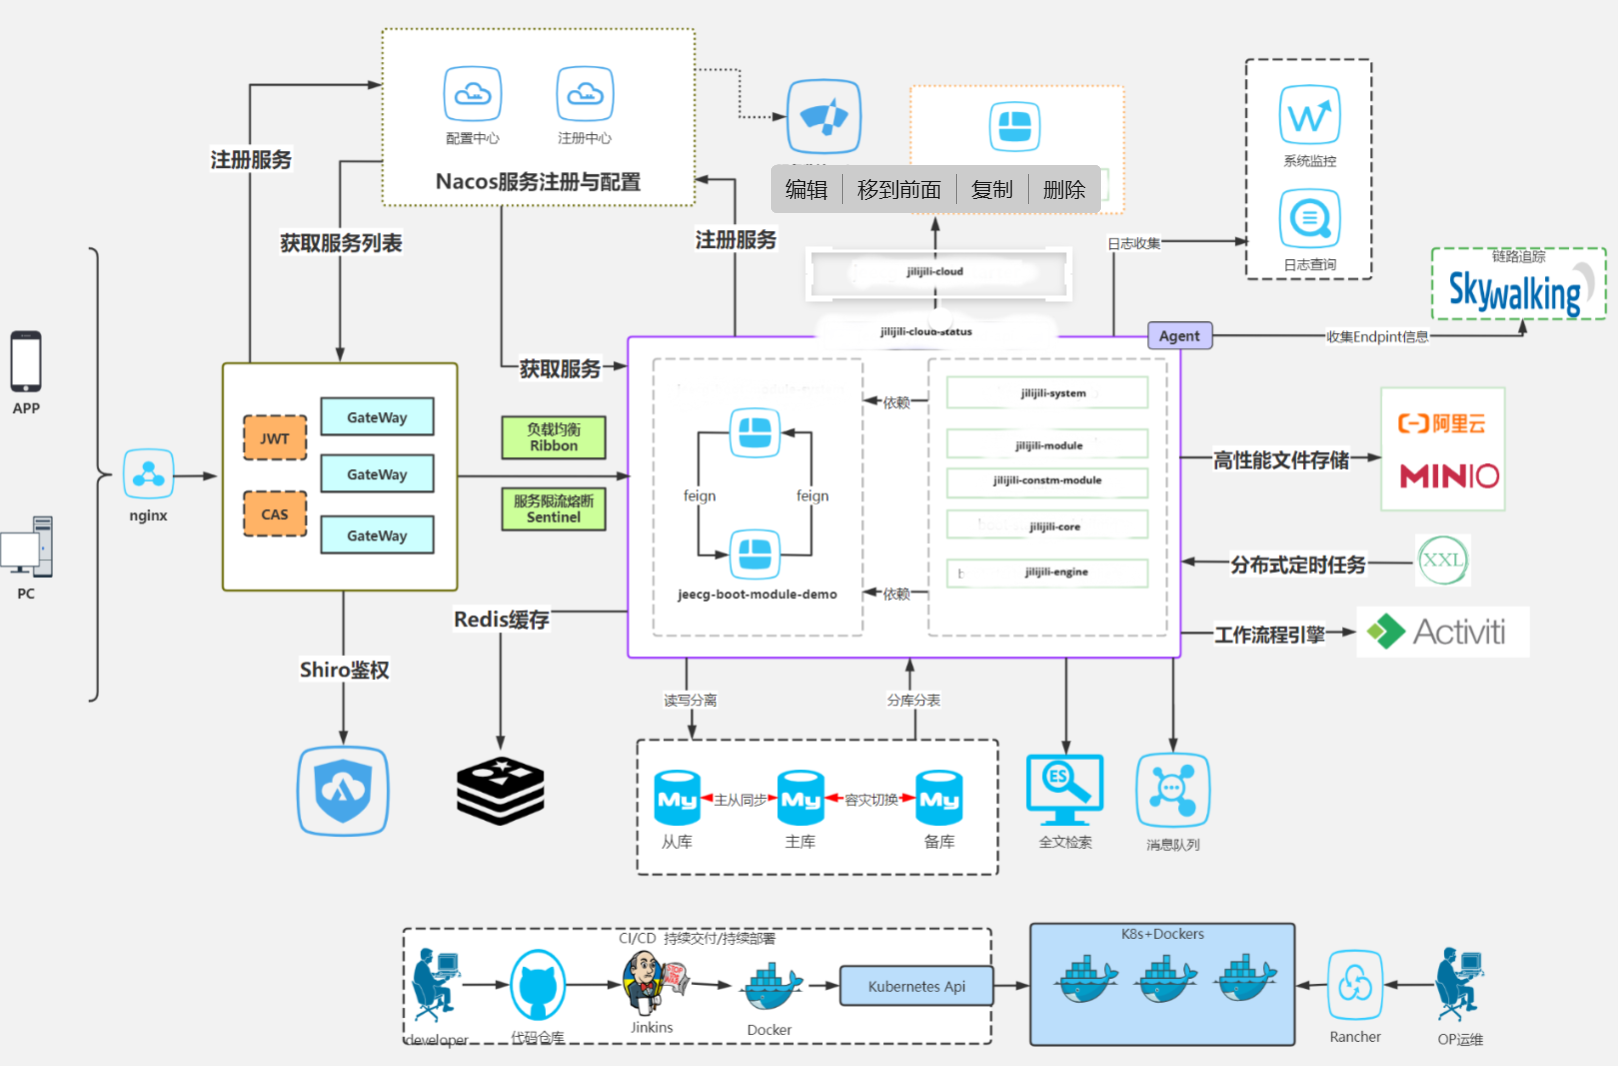 配置中心
注册中心
Nacos服务注册与配置
注册服务
获取服务列表
注册服务
获取服务
编辑
移到前面
复制
删除
jilijili-cloud
jilijili-cloud-status
日志收集
系统监控
日志查询
链路追踪
Skywalking
Agent
收集Endpint信息
APP
PC
nginx
JWT
CAS
GateWay
GateWay
GateWay
负载均衡
Ribbon
服务限流熔断
Sentinel
feign
feign
jeecg-boot-module-demo
依赖
依赖
jilijili-system
jilijili-module
jilijili-constm-module
jilijili-core
jilijili-engine
高性能文件存储
阿里云
MINIO
分布式定时任务
XXL
工作流程引擎
Activiti
Shiro鉴权
Redis缓存
读写分离
分库分表
My
主从同步
My
容灾切换
My
从库
主库
备库
ES
全文检索
消息队列
CI/CD 持续交付/持续部署
developer
代码仓库
Jinkins
Docker
Kubernetes Api
K8s+Dockers
Rancher
OP运维